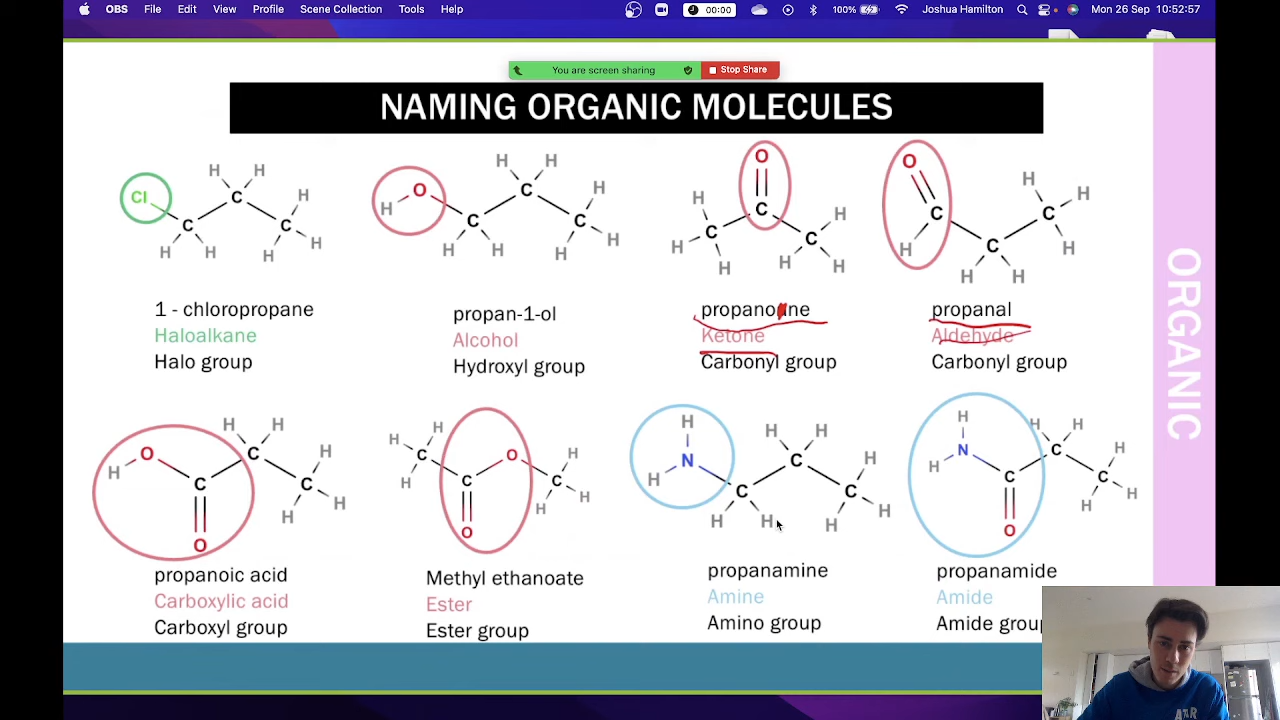 OBS File Edit View Profile Scene Collection Tools Help 00:00 100% Joshua Hamilton Mon 26 Sep 10:52:57
You are screen sharing Stop Share
NAMING ORGANIC MOLECULES
ORGANIC
Cl H H C C C H H H H H
H O H H C C C H H H H H
O C C C H H H H H H
O C H C C H H H H H
1 - chloropropane
Haloalkane
Halo group
propan-1-ol
Alcohol
Hydroxyl group
Ketone
Carbonyl group
propanal
Aldehyde
Carbonyl group
H O C O C C H H H H H
H H C H C O O C H H H
H H N C C C H H H H H H H
H H N C O C C H H H H H
propanoic acid
Carboxylic acid
Carboxyl group
Methyl ethanoate
Ester
Ester group
propanamine
Amine
Amino group
propanamide
Amide
Amide